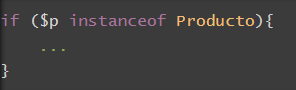 if ($p instanceof Producto){
    ...
}